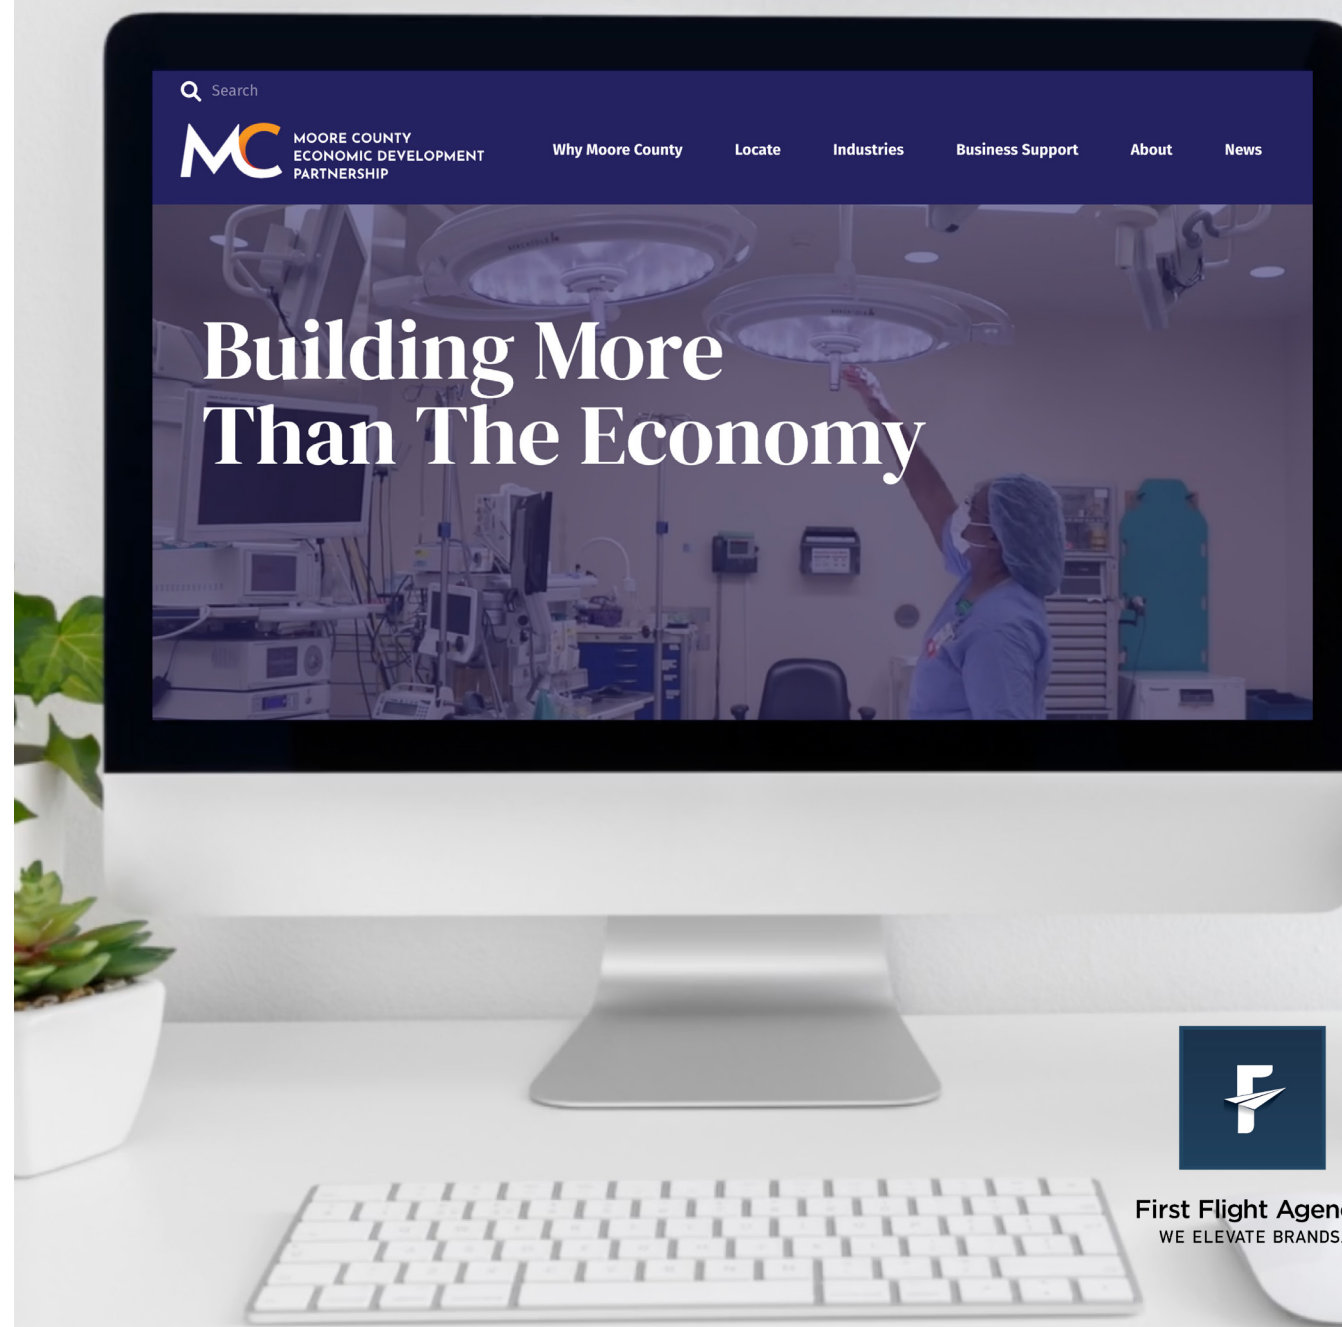 Search
MC
MOORE COUNTY
ECONOMIC DEVELOPMENT
PARTNERSHIP
Why Moore County Locate Industries Business Support About News
Building More
Than The Economy
F
First Flight Agenc
WE ELEVATE BRANDS.